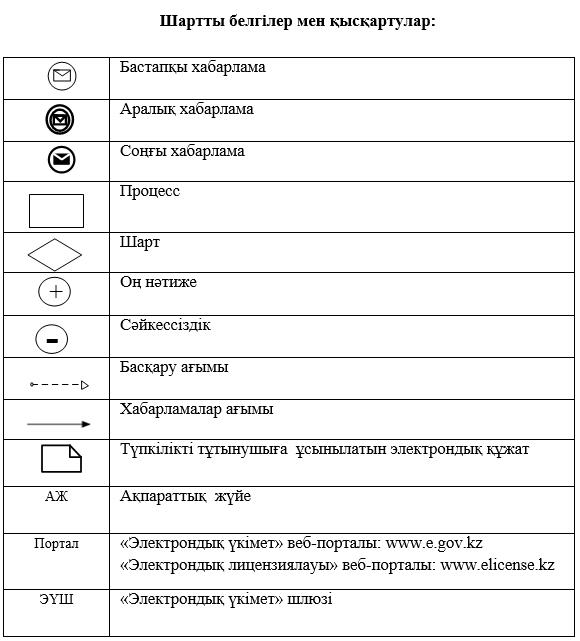 Шартты белгілер мен қысқартулар:
Бастапқы хабарлама
Аралық хабарлама
Соңғы хабарлама
Процесс
Шарт
Оң нәтиже
Сәйкессіздік
Басқару ағымы
Хабарламалар ағымы
Түпкілікті тұтынушыға ұсынылатын электрондық құжат
АЖ Ақпараттық жүйе
Портал «Электрондық үкімет» веб-порталы: www.e.gov.kz
«Электрондық лицензиялауы» веб-порталы: www.elicense.kz
ЭҮШ «Электрондық үкімет» шлюзі